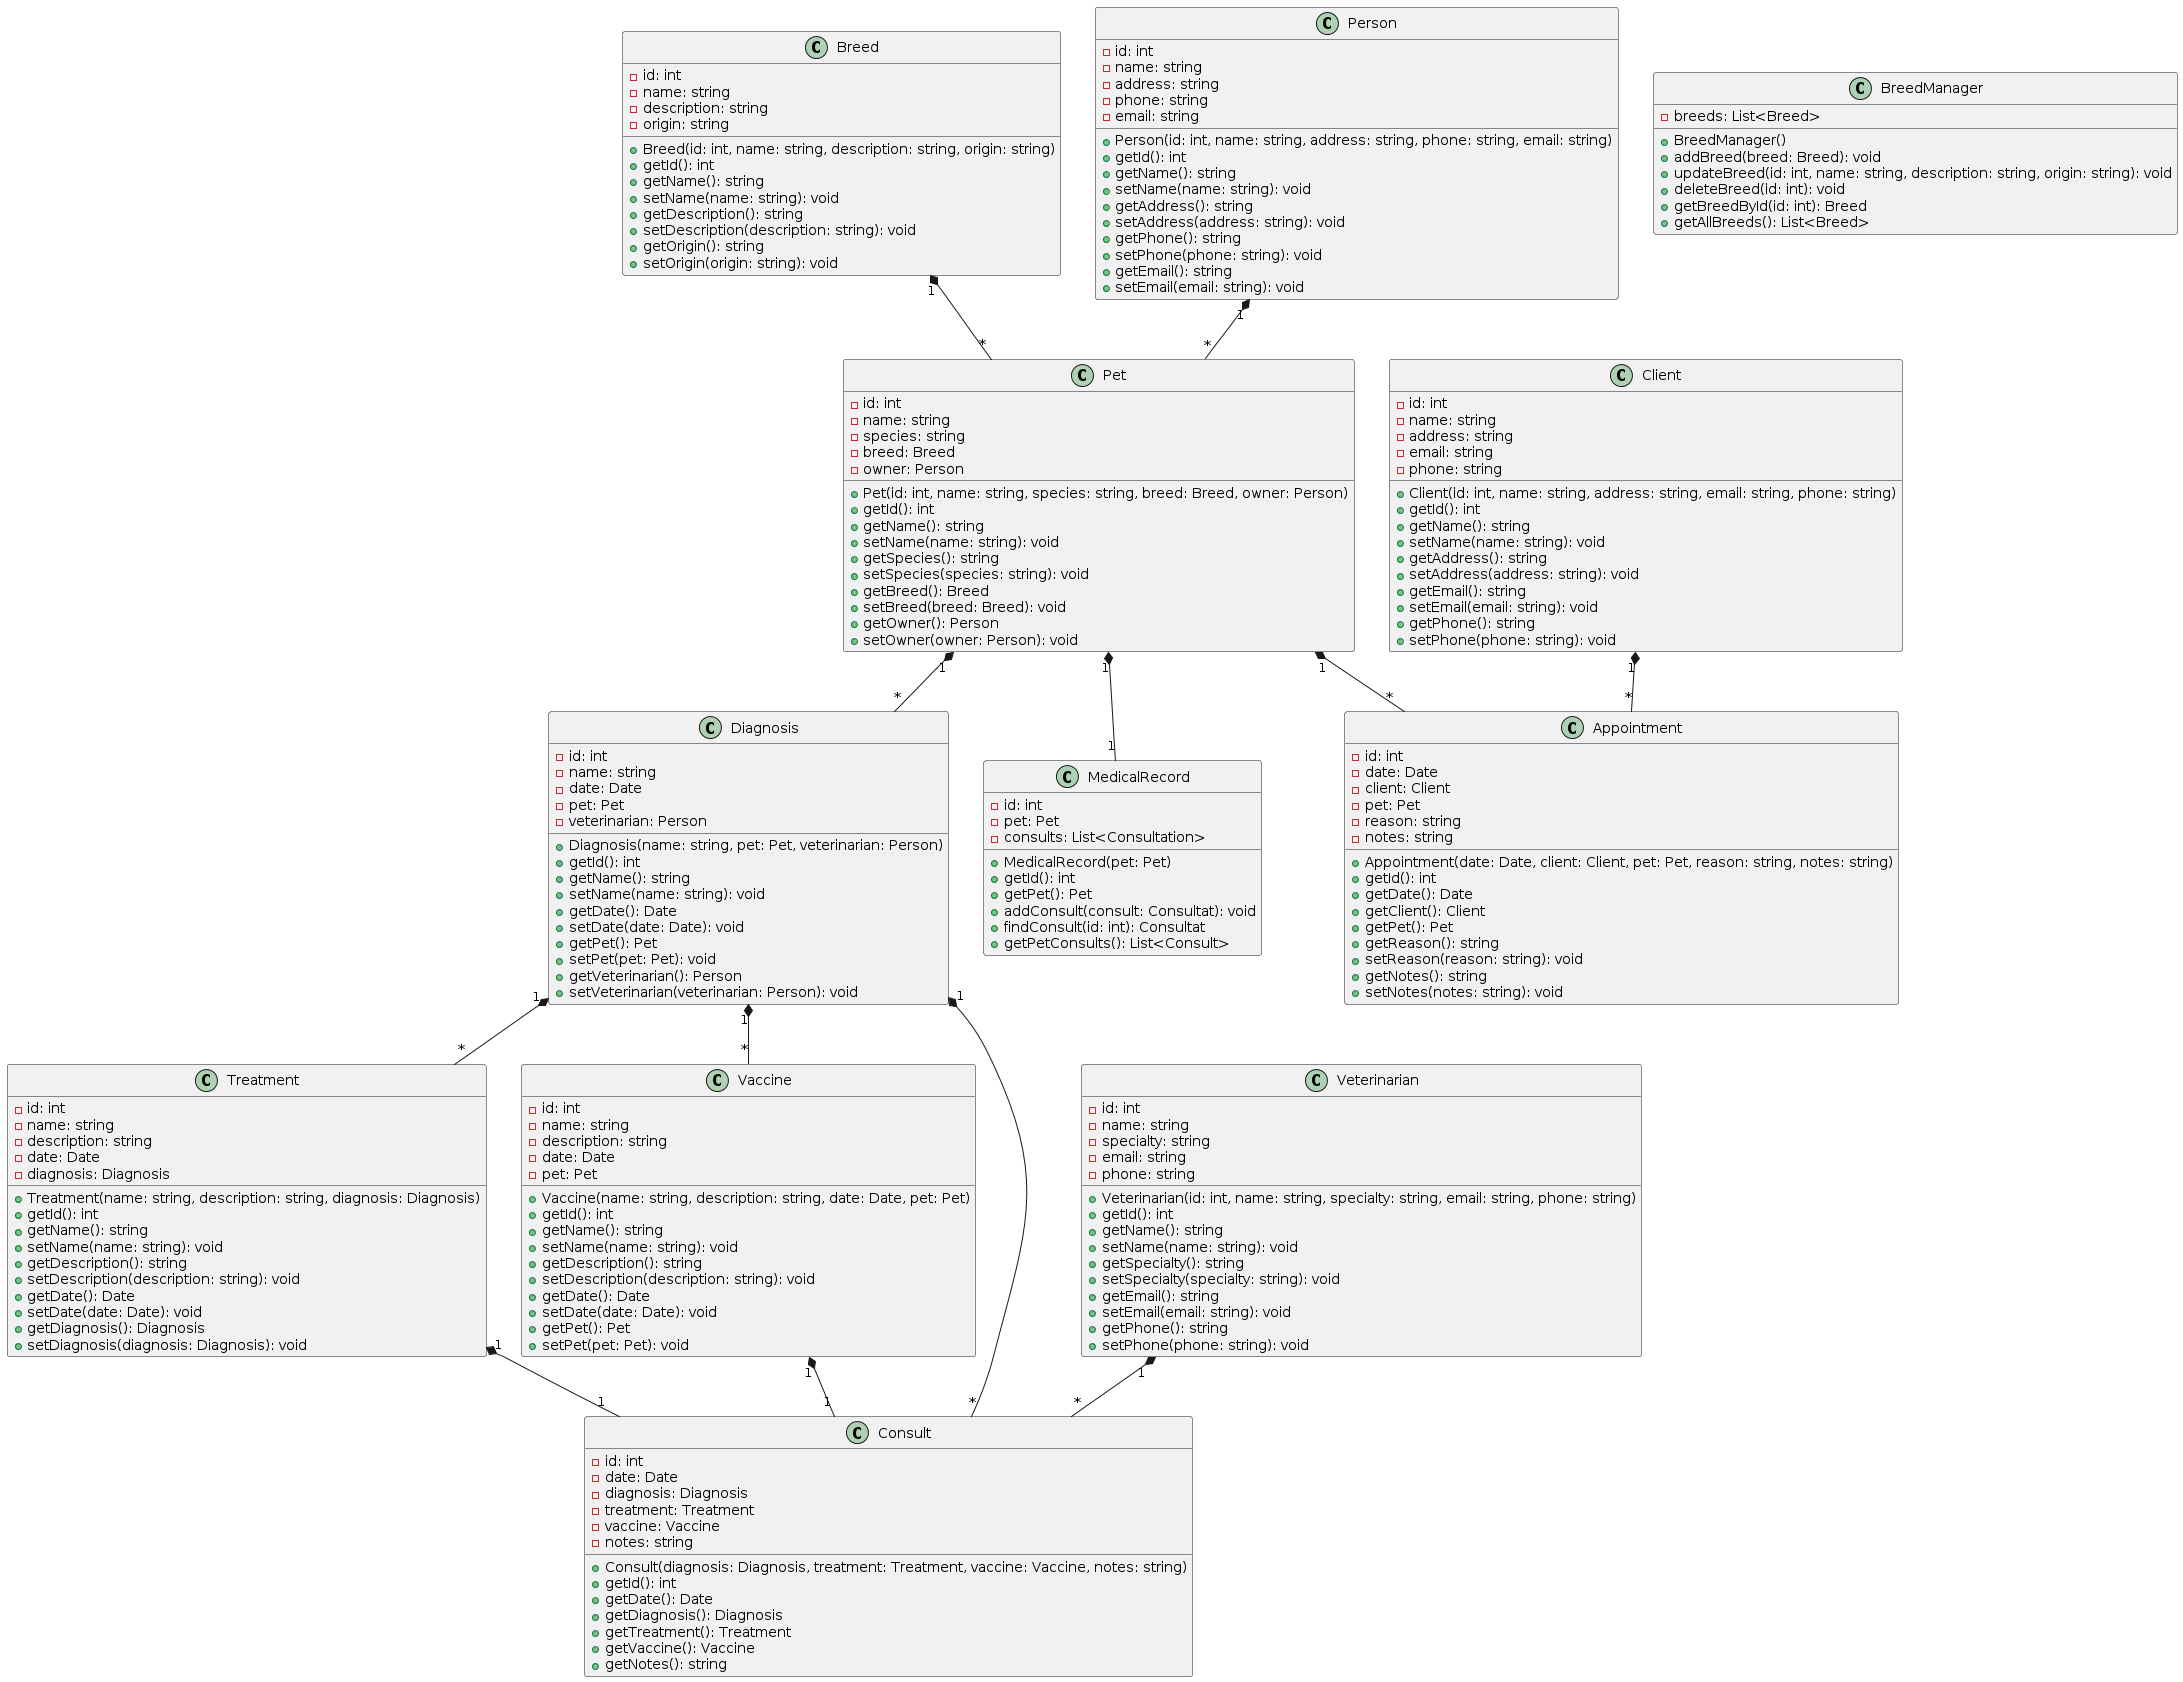 C Breed
id: int
name: string
description: string
origin: string
Breed(id: int, name: string, description: string, origin: string)
getId(): int
getName(): string
setName(name: string): void
getDescription(): string
setDescription(description: string): void
getOrigin(): string
setOrigin(origin: string): void
C Person
id: int
name: string
address: string
phone: string
email: string
Person(id: int, name: string, address: string, phone: string, email: string)
getId(): int
getName(): string
setName(name: string): void
getAddress(): string
setAddress(address: string): void
getPhone(): string
setPhone(phone: string): void
getEmail(): string
setEmail(email: string): void
C BreedManager
breeds: List<Breed>
BreedManager()
addBreed(breed: Breed): void
updateBreed(id: int, name: string, description: string, origin: string): void
deleteBreed(id: int): void
getBreedById(id: int): Breed
getAllBreeds(): List<Breed>
1
*
1
*
C Pet
id: int
name: string
species: string
breed: Breed
owner: Person
Pet(id: int, name: string, species: string, breed: Breed, owner: Person)
getId(): int
getName(): string
setName(name: string): void
getSpecies(): string
setSpecies(species: string): void
getBreed(): Breed
setBreed(breed: Breed): void
getOwner(): Person
setOwner(owner: Person): void
C Client
id: int
name: string
address: string
email: string
phone: string
Client(id: int, name: string, address: string, email: string, phone: string)
getId(): int
getName(): string
setName(name: string): void
getAddress(): string
setAddress(address: string): void
getEmail(): string
setEmail(email: string): void
getPhone(): string
setPhone(phone: string): void
1
*
1
1
1
*
1
*
C Diagnosis
id: int
name: string
date: Date
pet: Pet
veterinarian: Person
Diagnosis(name: string, pet: Pet, veterinarian: Person)
getId(): int
getName(): string
setName(name: string): void
getDate(): Date
setDate(date: Date): void
getPet(): Pet
setPet(pet: Pet): void
getVeterinarian(): Person
setVeterinarian(veterinarian: Person): void
C MedicalRecord
id: int
pet: Pet
consults: List<Consultation>
MedicalRecord(pet: Pet)
getId(): int
getPet(): Pet
addConsult(consult: Consultat): void
findConsult(id: int): Consultat
getPetConsults(): List<Consult>
C Appointment
id: int
date: Date
client: Client
pet: Pet
reason: string
notes: string
Appointment(date: Date, client: Client, pet: Pet, reason: string, notes: string)
getId(): int
getDate(): Date
getClient(): Client
getPet(): Pet
getReason(): string
setReason(reason: string): void
getNotes(): string
setNotes(notes: string): void
1
*
1
*
1
*
C Treatment
id: int
name: string
description: string
date: Date
diagnosis: Diagnosis
Treatment(name: string, description: string, diagnosis: Diagnosis)
getId(): int
getName(): string
setName(name: string): void
getDescription(): string
setDescription(description: string): void
getDate(): Date
setDate(date: Date): void
getDiagnosis(): Diagnosis
setDiagnosis(diagnosis: Diagnosis): void
C Vaccine
id: int
name: string
description: string
date: Date
pet: Pet
Vaccine(name: string, description: string, date: Date, pet: Pet)
getId(): int
getName(): string
setName(name: string): void
getDescription(): string
setDescription(description: string): void
getDate(): Date
setDate(date: Date): void
getPet(): Pet
setPet(pet: Pet): void
C Veterinarian
id: int
name: string
specialty: string
email: string
phone: string
Veterinarian(id: int, name: string, specialty: string, email: string, phone: string)
getId(): int
getName(): string
setName(name: string): void
getSpecialty(): string
setSpecialty(specialty: string): void
getEmail(): string
setEmail(email: string): void
getPhone(): string
setPhone(phone: string): void
1
1
1
1
1
*
C Consult
id: int
date: Date
diagnosis: Diagnosis
treatment: Treatment
vaccine: Vaccine
notes: string
Consult(diagnosis: Diagnosis, treatment: Treatment, vaccine: Vaccine, notes: string)
getId(): int
getDate(): Date
getDiagnosis(): Diagnosis
getTreatment(): Treatment
getVaccine(): Vaccine
getNotes(): string